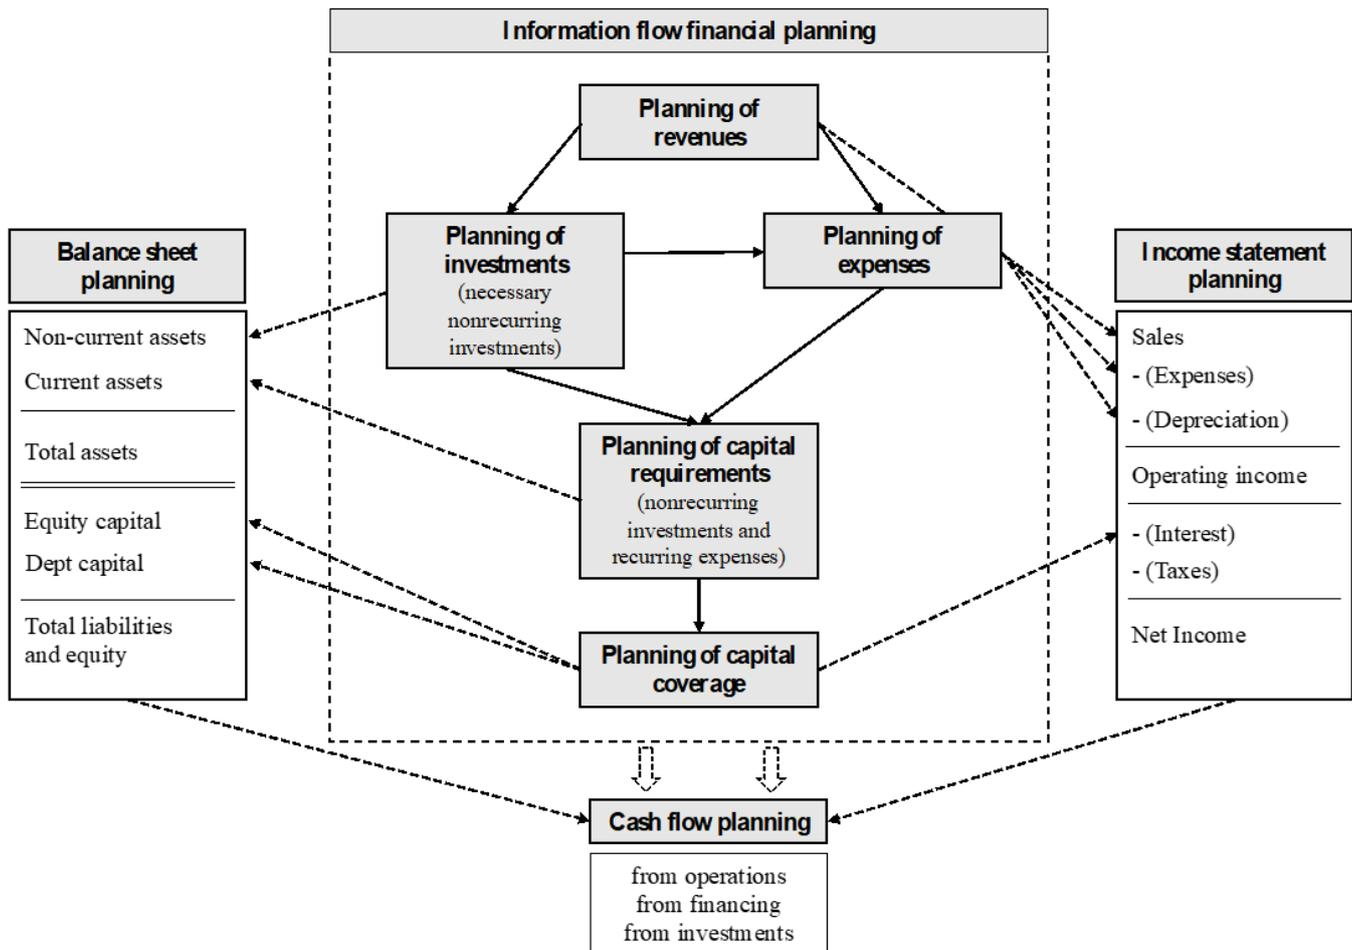 Information flow financial planning
Planning of
revenues
Planning of
investments
(necessary
nonrecurring
investments)
Planning of
expenses
Balance sheet
planning
Non-current assets
Current assets
Total assets
Equity capital
Dept capital
Total liabilities
and equity
Income statement
planning
Sales
- (Expenses)
- (Depreciation)
Operating income
- (Interest)
- (Taxes)
Net Income
Planning of capital
requirements
(nonrecurring
investments and
recurring expenses)
Planning of capital
coverage
Cash flow planning
from operations
from financing
from investments